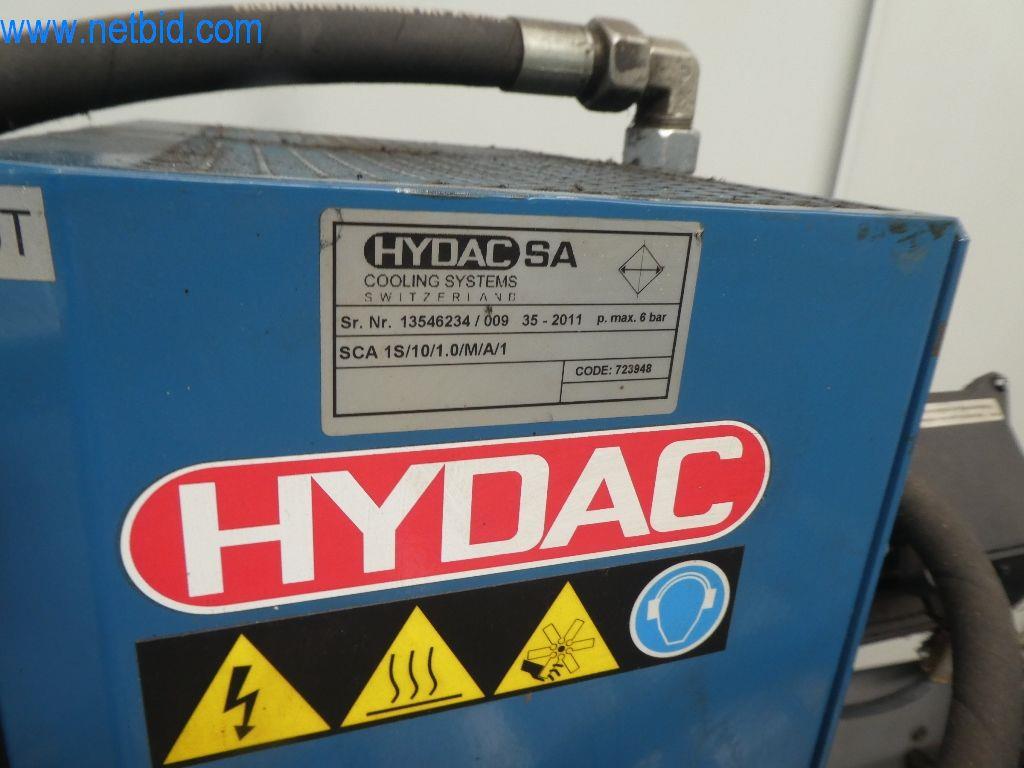 www.netbid.com
OT
HYDAC SA
COOLING SYSTEMS
SWITZERLAND
Sr. Nr. 13546234 / 009 35 - 2011 p. max. 6 bar
SCA 1S/10/1.0/M/A/1
CODE: 723948
HYDAC